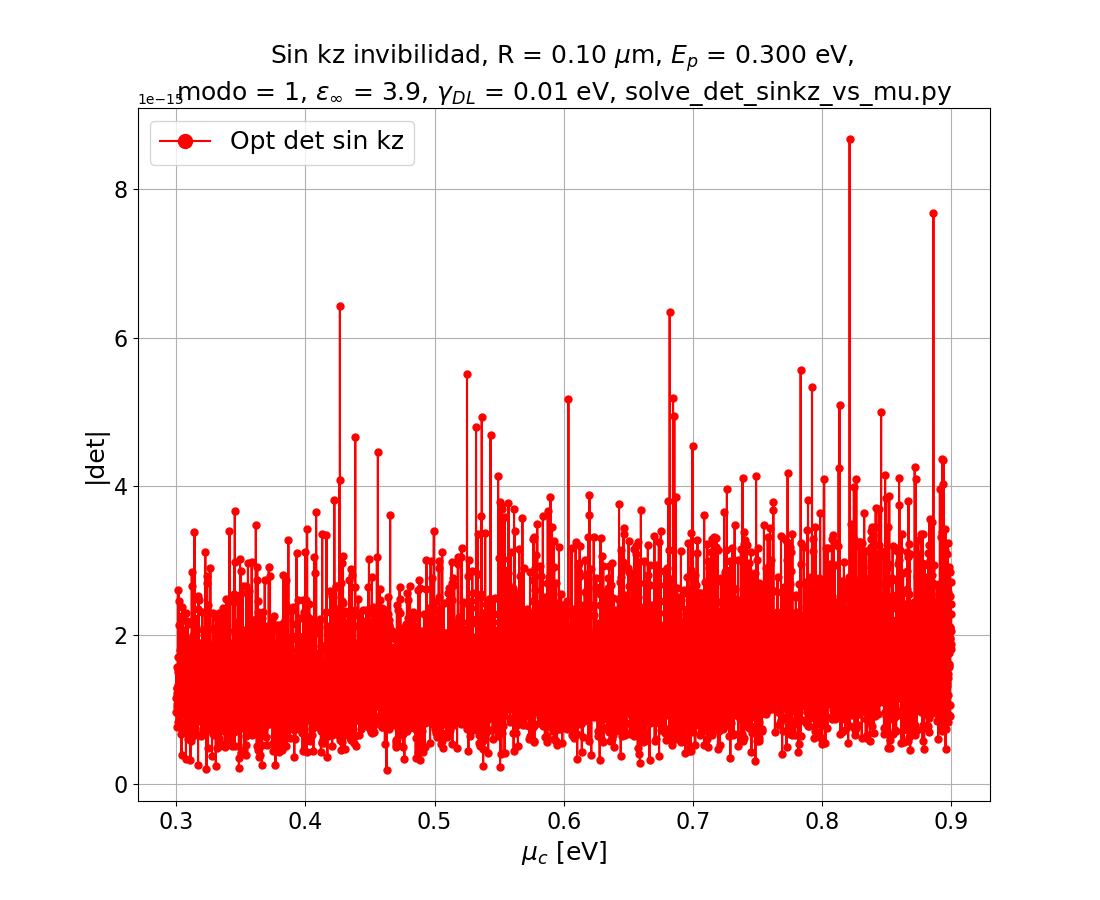 Sin kz invibilidad, R = 0.10 μm, E_p = 0.300 eV,
modo = 1, ε_∞ = 3.9, γ_DL = 0.01 eV, solve_det_sinkz_vs_mu.py
1e−15
Opt det sin kz
8
6
4
2
0
|det|
0.3 0.4 0.5 0.6 0.7 0.8 0.9
μ_c [eV]